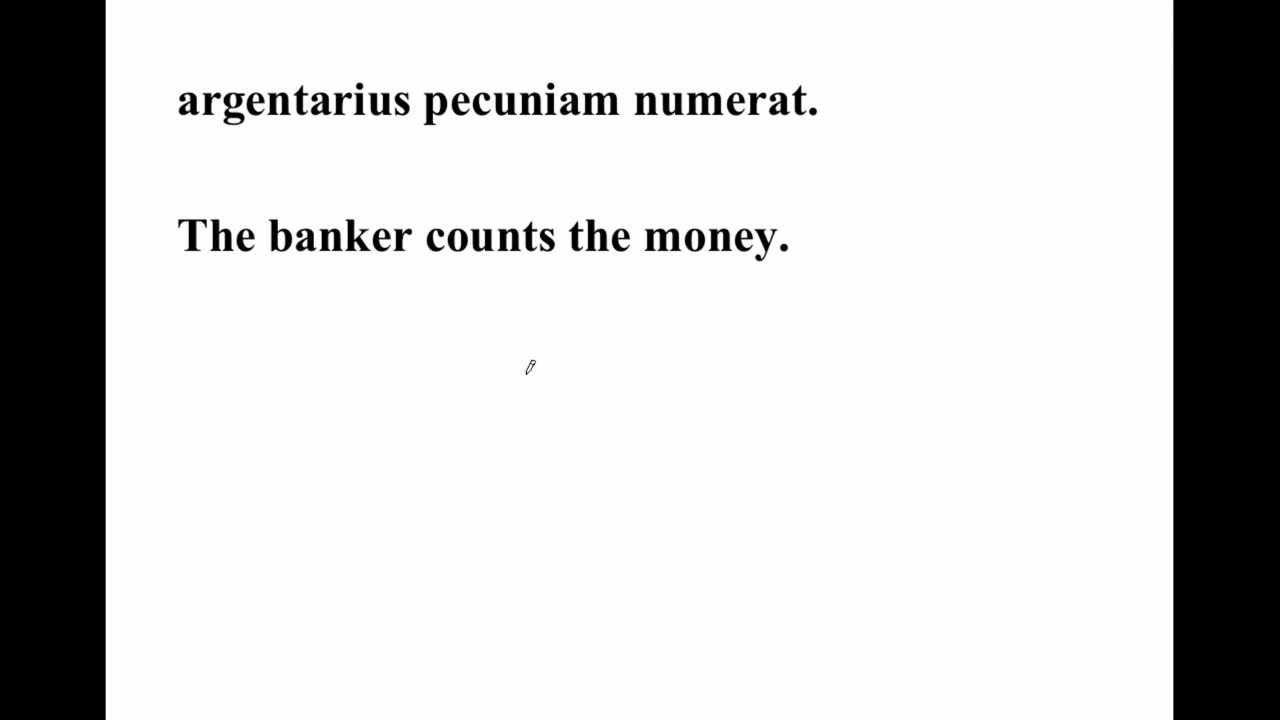 argentarius pecuniam numerat.
The banker counts the money.